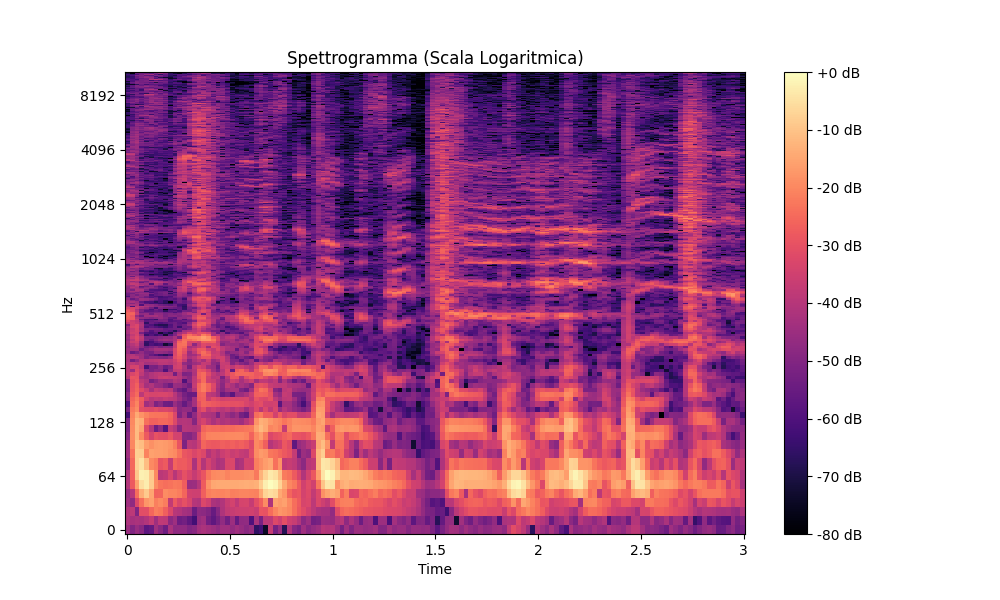 Spettrogramma (Scala Logaritmica)
8192
4096
2048
1024
512
256
128
64
0
Hz
0
0.5
1
1.5
2
2.5
3
Time
+0 dB
-10 dB
-20 dB
-30 dB
-40 dB
-50 dB
-60 dB
-70 dB
-80 dB